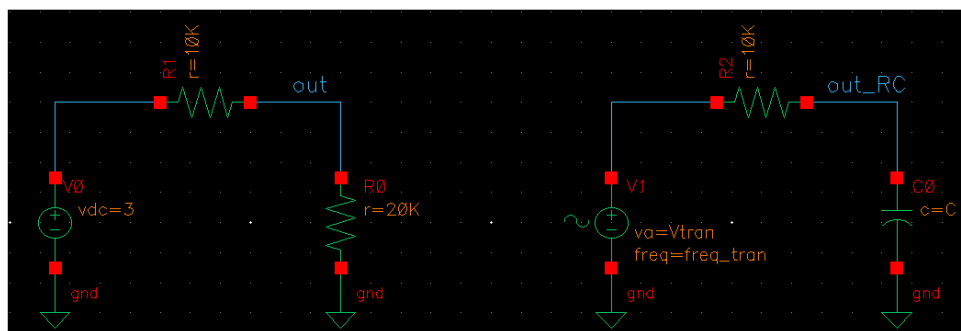 R1
r=10K
out
V0
vdc=3
R0
r=20K
gnd
gnd
R2
r=10K
out_RC
V1
va=Vtran
freq=freq_tran
C0
c=C
gnd
gnd